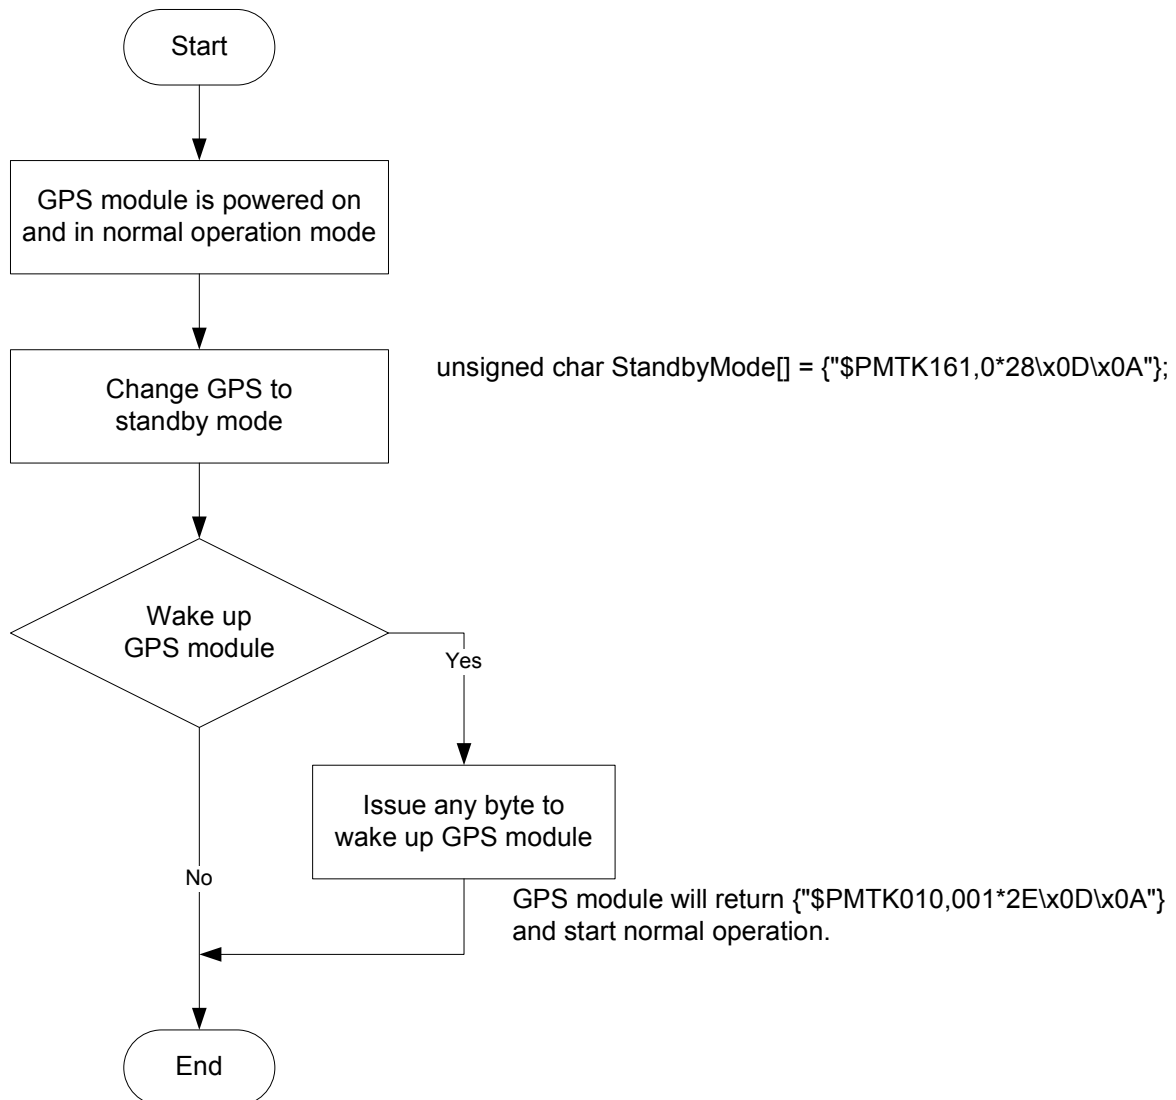 Start
GPS module is powered on
and in normal operation mode
Change GPS to
standby mode
unsigned char StandbyMode[] = {"$PMTK161,0*28\x0D\x0A"};
Wake up
GPS module
Yes
Issue any byte to
wake up GPS module
No
GPS module will return {"$PMTK010,001*2E\x0D\x0A"}
and start normal operation.
End